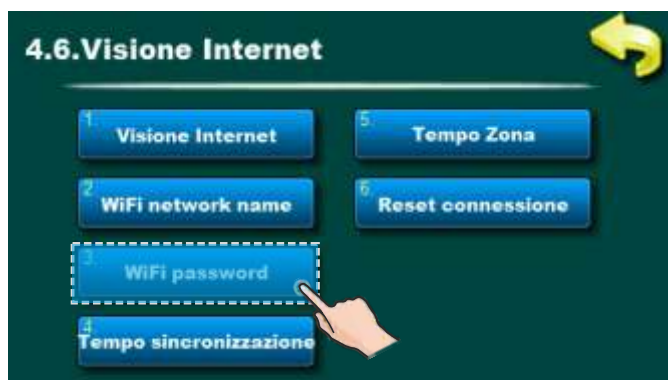 4.6.Visione Internet
1.
Visione Internet
2.
WiFi network name
3.
WiFi password
4.
Tempo sincronizzazione
5.
Tempo Zona
6.
Reset connessione